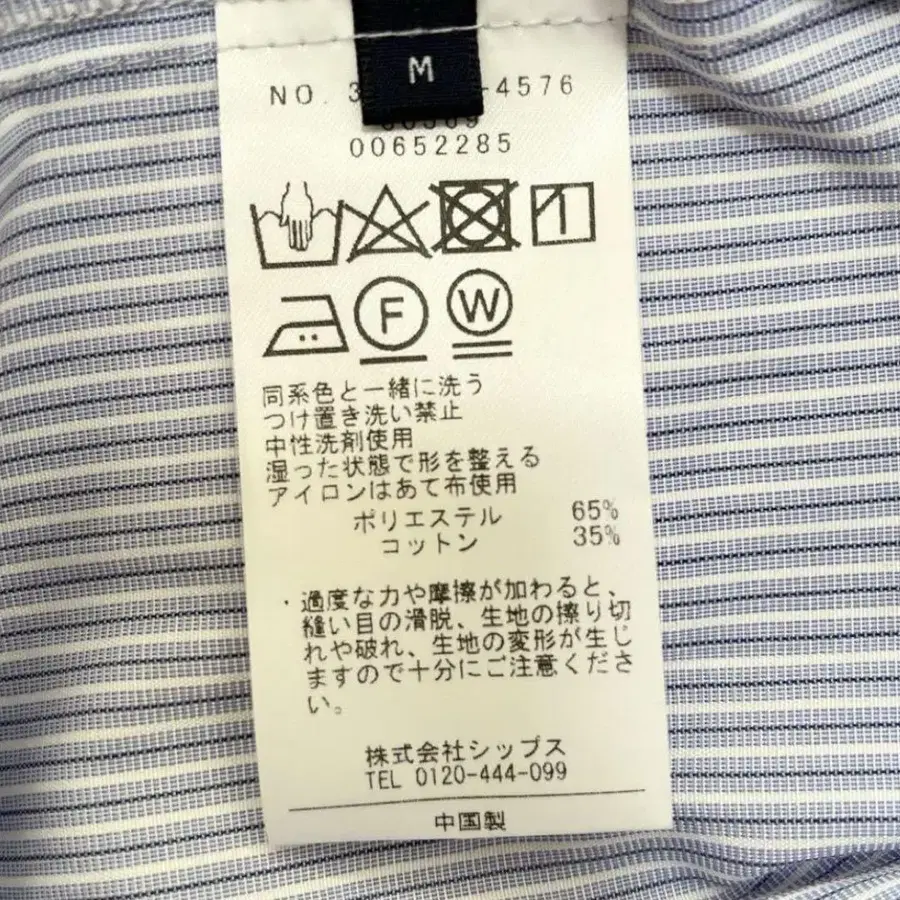 M
NO. 3 -4576
00652285
F W
同系色と一緒に洗う
つけ置き洗い禁止
中性洗剤使用
湿った状態で形を整える
アイロンはあて布使用
ポリエステル 65%
コットン 35%
・過度な力や摩擦が加わると、
縫い目の滑脱、生地の擦り切
れや破れ、生地の変形が生じ
ますので十分にご注意くださ
い。
株式会社シップス
TEL 0120-444-099
中国製